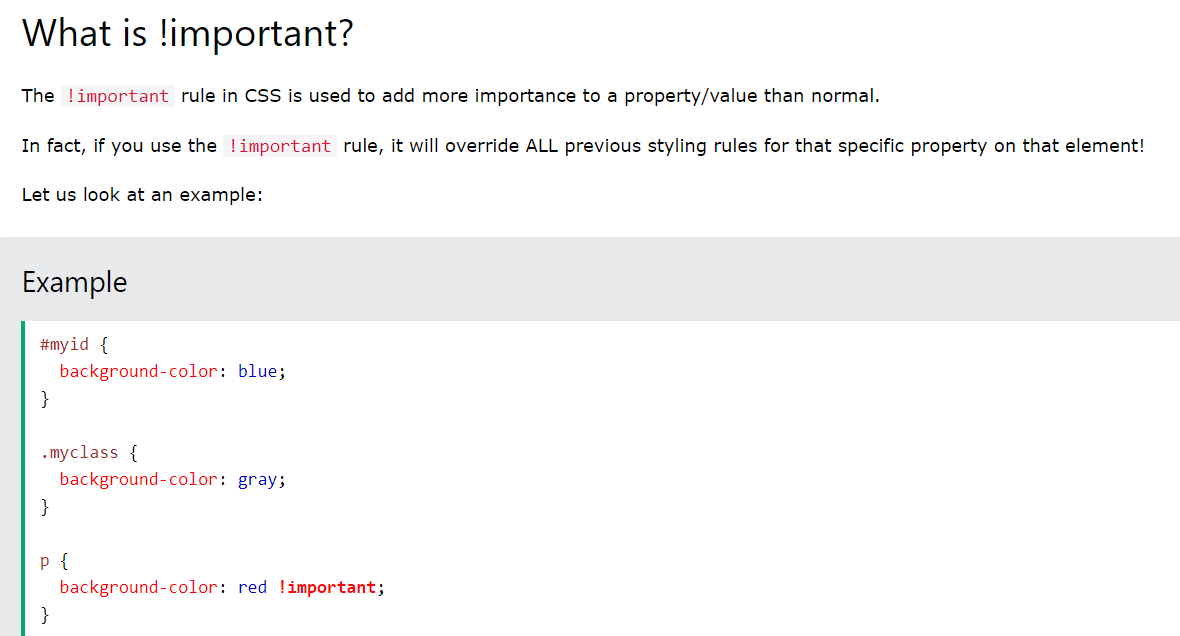 What is !important?
The !important rule in CSS is used to add more importance to a property/value than normal.
In fact, if you use the !important rule, it will override ALL previous styling rules for that specific property on that element!
Let us look at an example:
Example
#myid {
  background-color: blue;
}
.myclass {
  background-color: gray;
}
p {
  background-color: red !important;
}